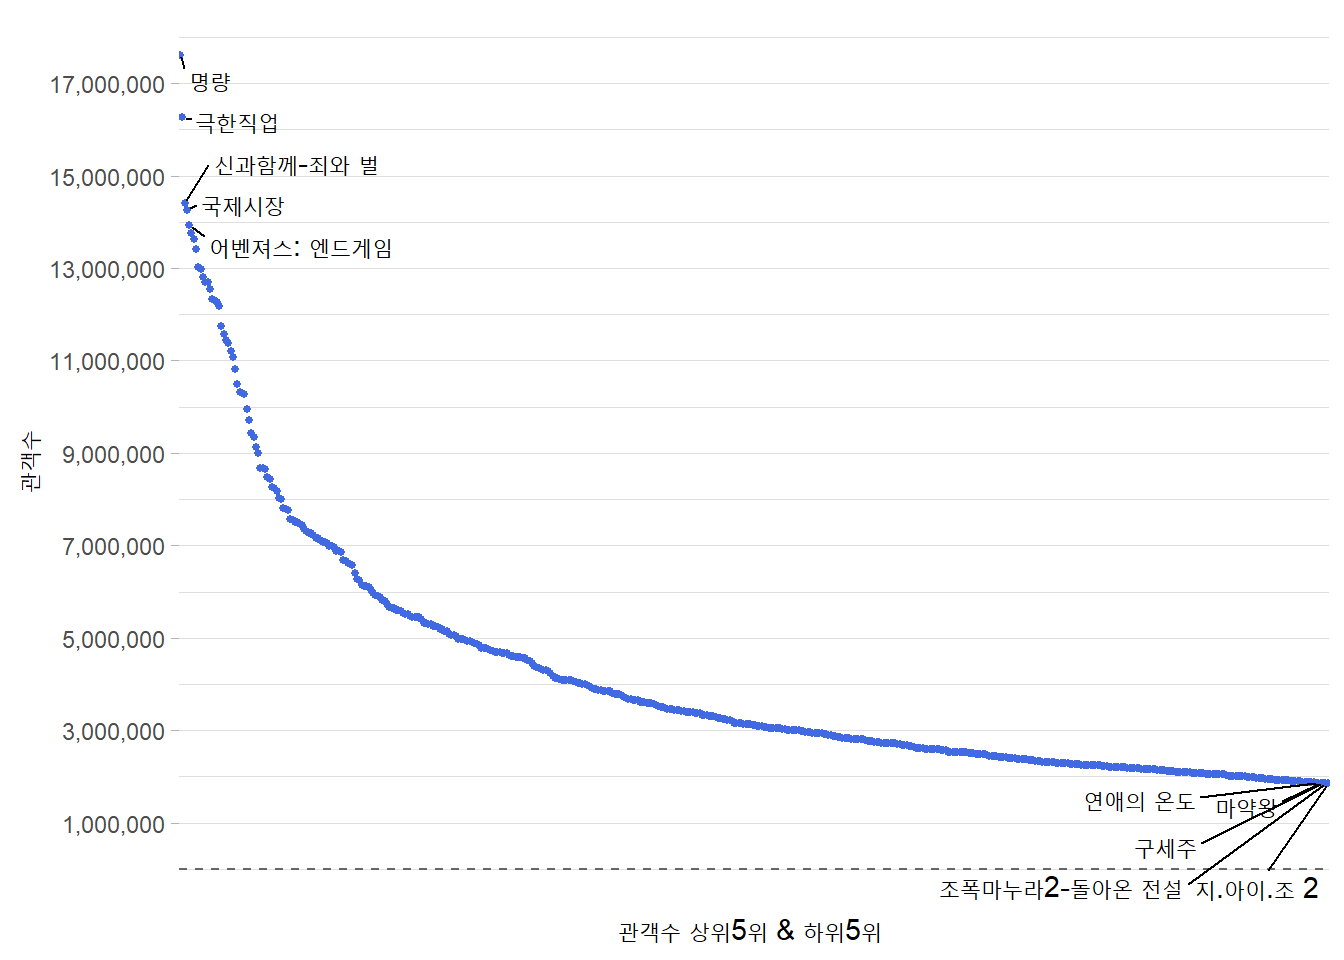 17,000,000
명량
극한직업
신과함께-죄와 벌
15,000,000
국제시장
어벤져스: 엔드게임
13,000,000
11,000,000
9,000,000
관객수
7,000,000
5,000,000
3,000,000
연애의 온도
마약왕
1,000,000
구세주
조폭마누라2-돌아온 전설
지.아이.조 2
관객수 상위5위 & 하위5위